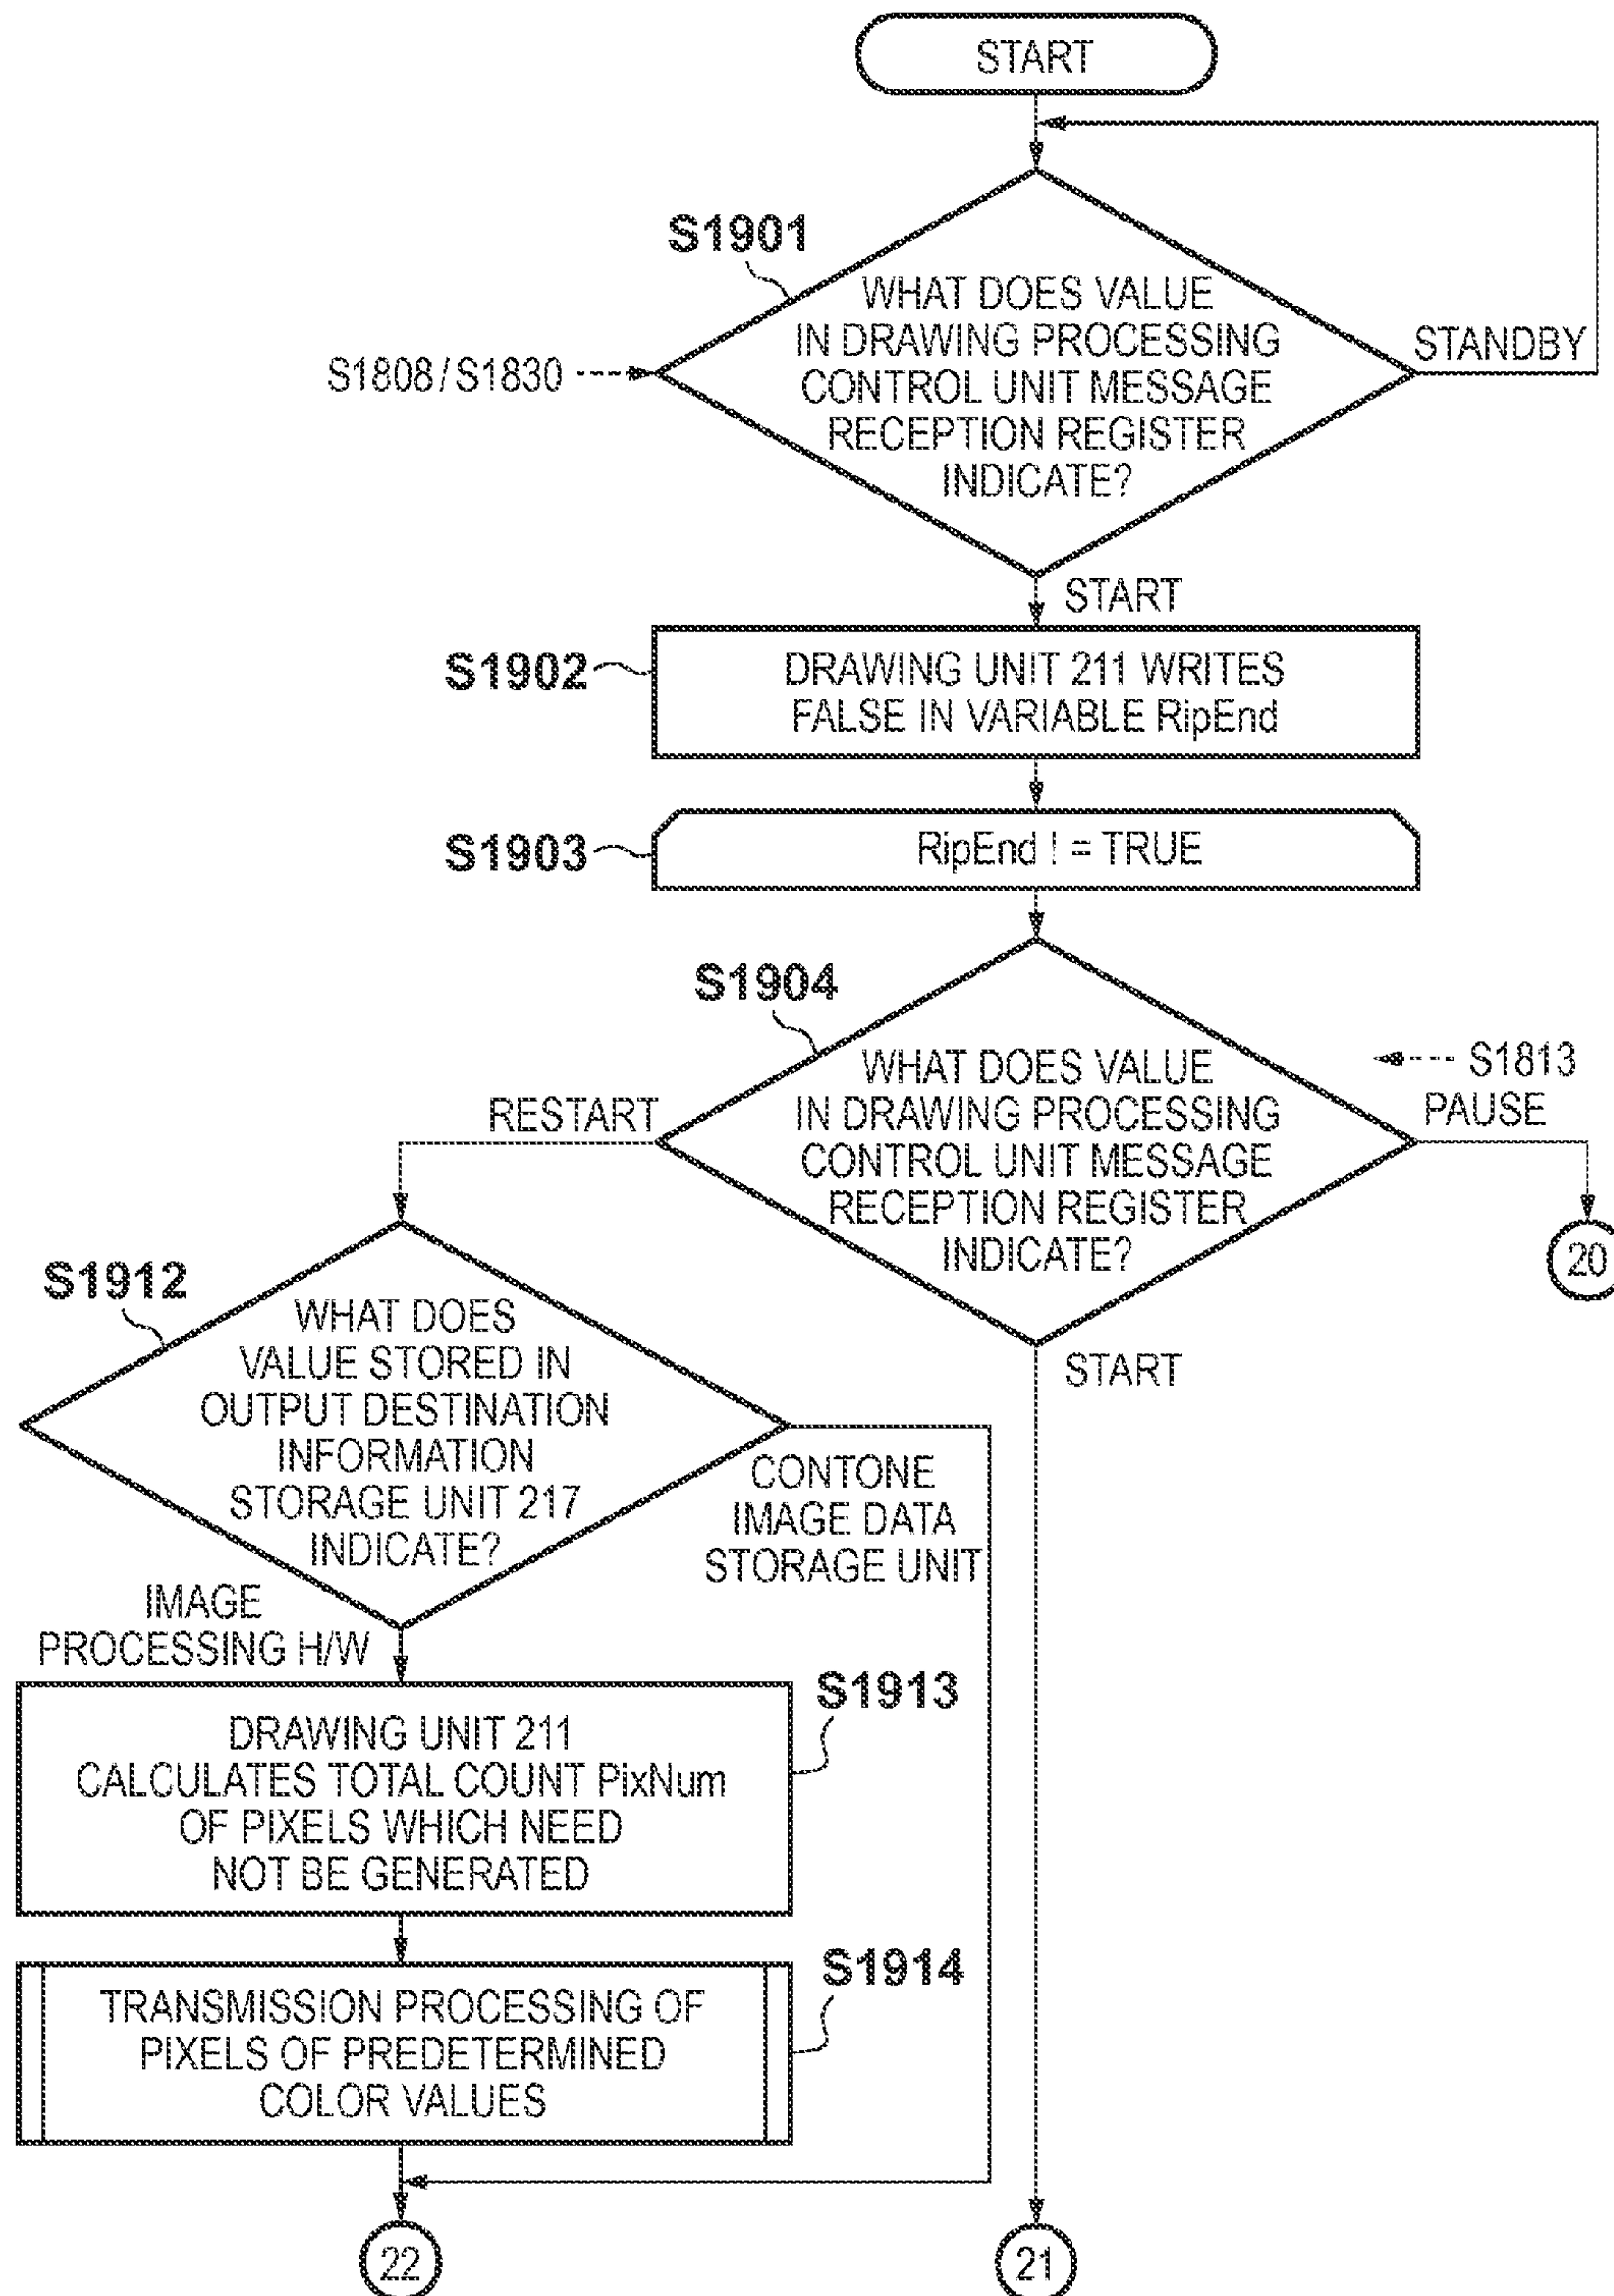 START
S1901
WHAT DOES VALUE
IN DRAWING PROCESSING
CONTROL UNIT MESSAGE
RECEPTION REGISTER
INDICATE?
STANDBY
S1808/S1830
START
S1902
DRAWING UNIT 211 WRITES
FALSE IN VARIABLE RipEnd
S1903
RipEnd ! = TRUE
S1904
WHAT DOES VALUE
IN DRAWING PROCESSING
CONTROL UNIT MESSAGE
RECEPTION REGISTER
INDICATE?
S1813
PAUSE
20
RESTART
START
S1912
WHAT DOES
VALUE STORED IN
OUTPUT DESTINATION
INFORMATION
STORAGE UNIT 217
INDICATE?
CONTONE
IMAGE DATA
STORAGE UNIT
IMAGE
PROCESSING H/W
S1913
DRAWING UNIT 211
CALCULATES TOTAL COUNT PixNum
OF PIXELS WHICH NEED
NOT BE GENERATED
S1914
TRANSMISSION PROCESSING OF
PIXELS OF PREDETERMINED
COLOR VALUES
22
21